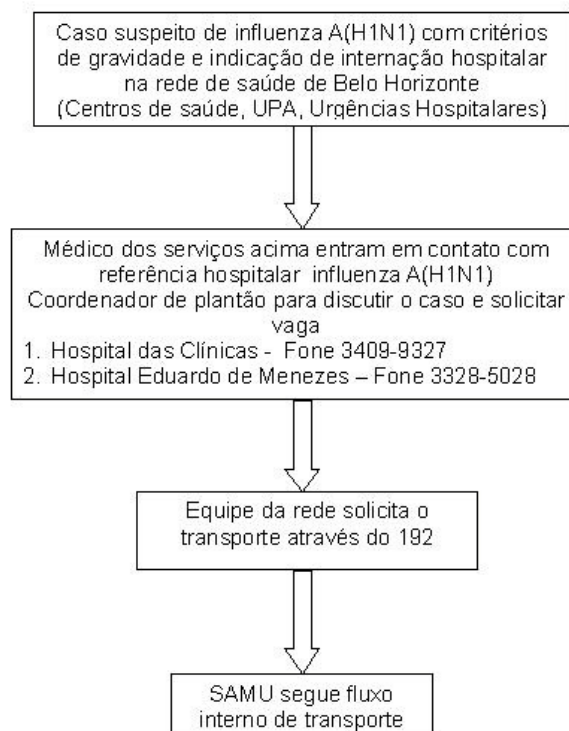 Caso suspeito de influenza A(H1N1) com critérios
de gravidade e indicação de internação hospitalar
na rede de saúde de Belo Horizonte
(Centros de saúde, UPA, Urgências Hospitalares)
Médico dos serviços acima entram em contato com
referência hospitalar influenza A(H1N1)
Coordenador de plantão para discutir o caso e solicitar
vaga
1. Hospital das Clínicas - Fone 3409-9327
2. Hospital Eduardo de Menezes – Fone 3328-5028
Equipe da rede solicita o
transporte através do 192
SAMU segue fluxo
interno de transporte